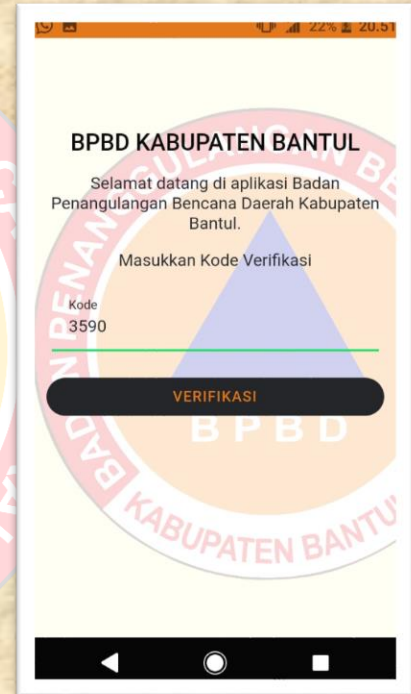 22% 20.51
BPBD KABUPATEN BANTUL
Selamat datang di aplikasi Badan
Penangulangan Bencana Daerah Kabupaten
Bantul.
Masukkan Kode Verifikasi
Kode
3590
VERIFIKASI
BPBD
KABUPATEN BANTU